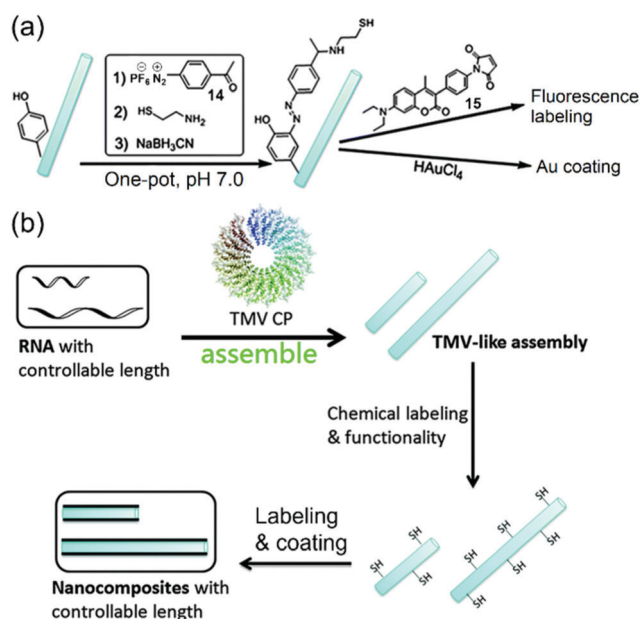 (a)
SH
NH
HO
1) PF6 ⊖ ⊕ N2
14
O
2) HS
NH2
3) NaBH3CN
One-pot, pH 7.0
N
N
HO
N
O
O
N
O
O
15
Fluorescence
labeling
HAuCl4
Au coating
(b)
RNA with
controllable length
TMV CP
assemble
TMV-like assembly
Chemical labeling
& functionality
SH
SH
SH
SH
SH
SH
SH
SH
SH
Labeling
& coating
Nanocomposites with
controllable length